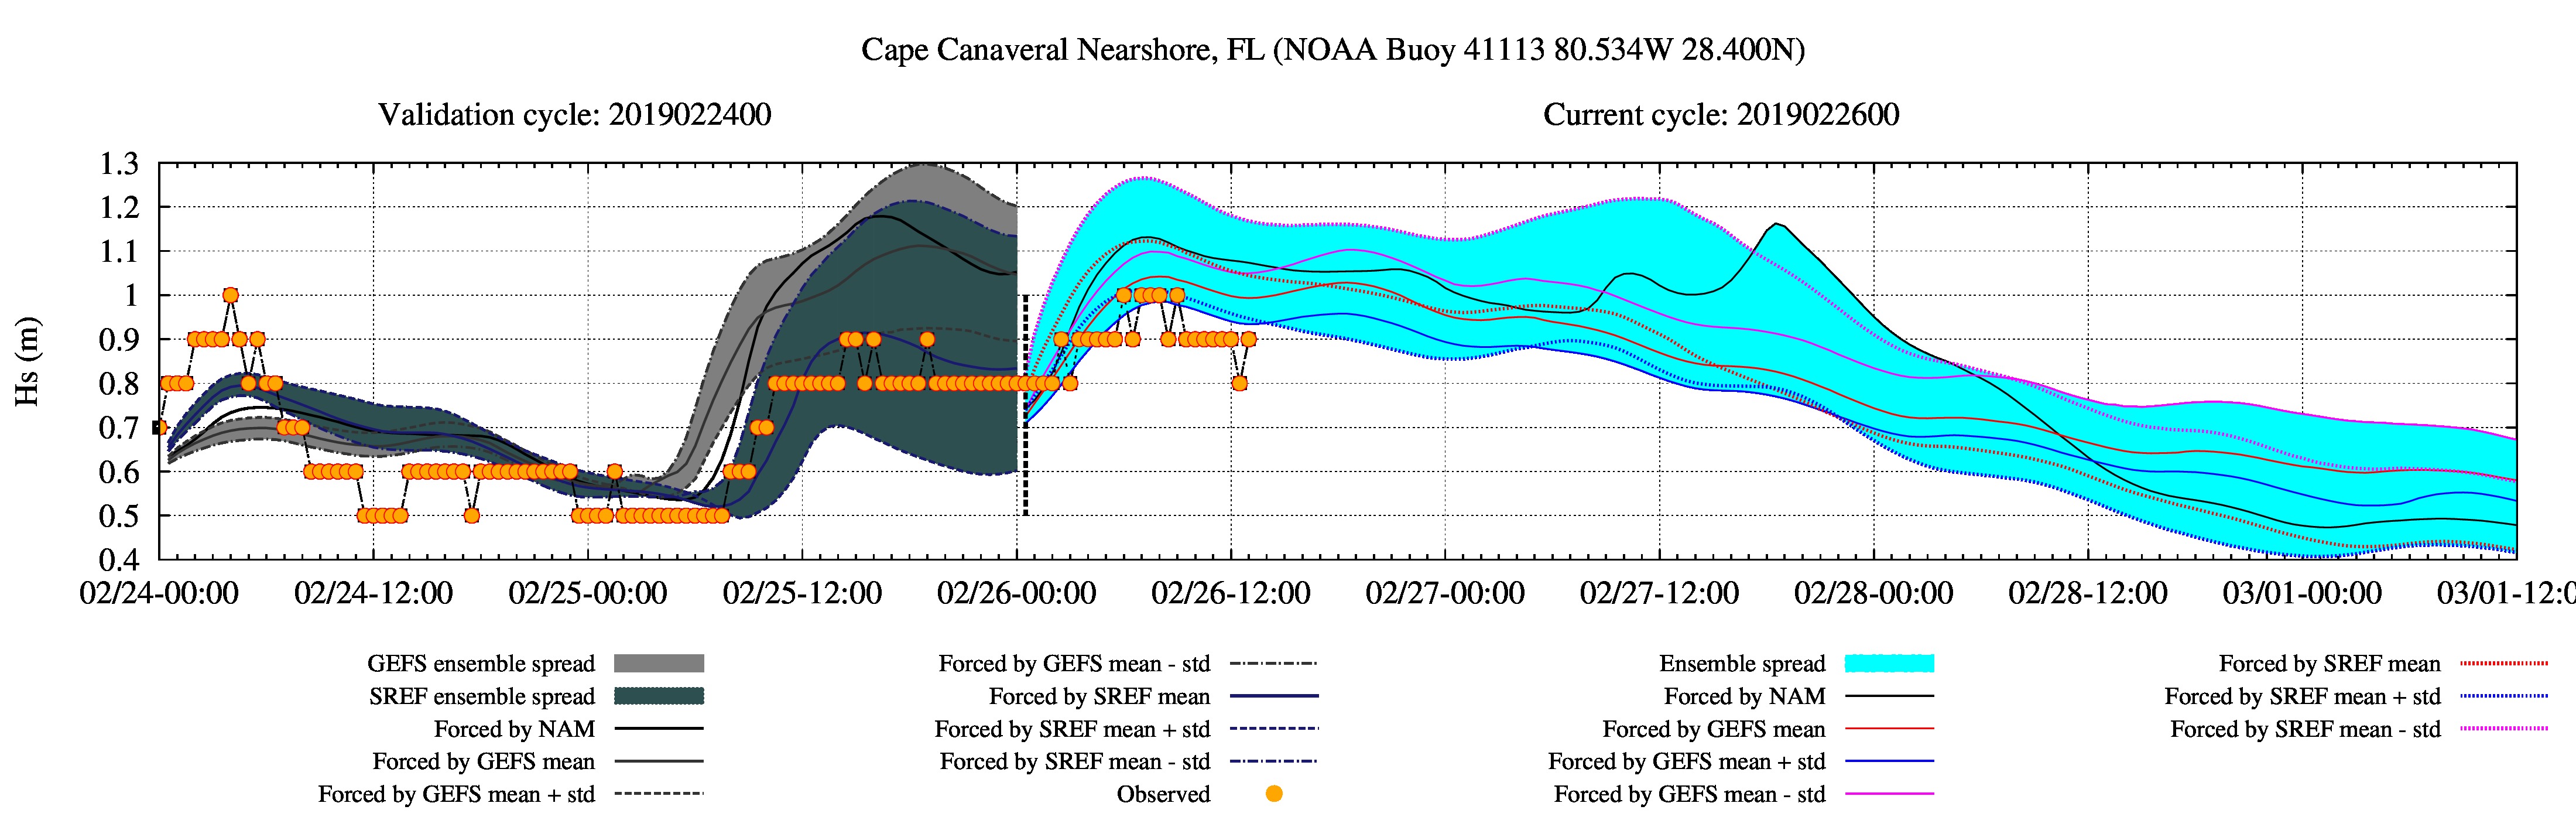 Cape Canaveral Nearshore, FL (NOAA Buoy 41113 80.534W 28.400N)
Validation cycle: 2019022400
Current cycle: 2019022600
Hs (m)
1.3
1.2
1.1
1
0.9
0.8
0.7
0.6
0.5
0.4
02/24-00:00 02/24-12:00 02/25-00:00 02/25-12:00 02/26-00:00 02/26-12:00 02/27-00:00 02/27-12:00 02/28-00:00 02/28-12:00 03/01-00:00 03/01-12:0
GEFS ensemble spread
SREF ensemble spread
Forced by NAM
Forced by GEFS mean
Forced by GEFS mean + std
Forced by GEFS mean - std
Forced by SREF mean
Forced by SREF mean + std
Forced by SREF mean - std
Observed
Ensemble spread
Forced by NAM
Forced by GEFS mean
Forced by GEFS mean + std
Forced by GEFS mean - std
Forced by SREF mean
Forced by SREF mean + std
Forced by SREF mean - std